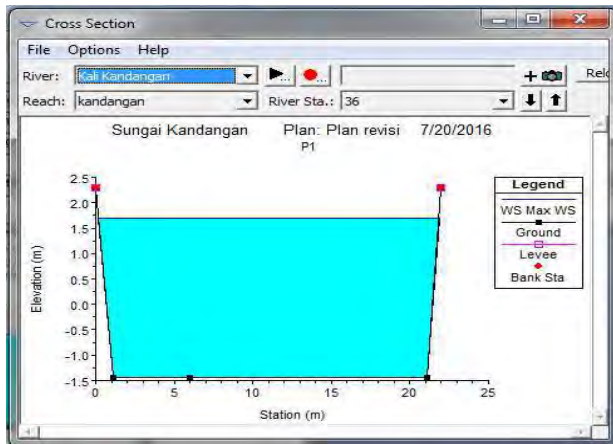 Cross Section
File Options Help
River: Kali Kandangan
Reach: kandangan River Sta.: 36
Sungai Kandangan Plan: Plan revisi 7/20/2016
P1
Legend
WS Max WS
Ground
Levee
Bank Sta
2.5
2.0
1.5
1.0
0.5
0.0
-0.5
-1.0
-1.5
Elevation (m)
0 5 10 15 20 25
Station (m)